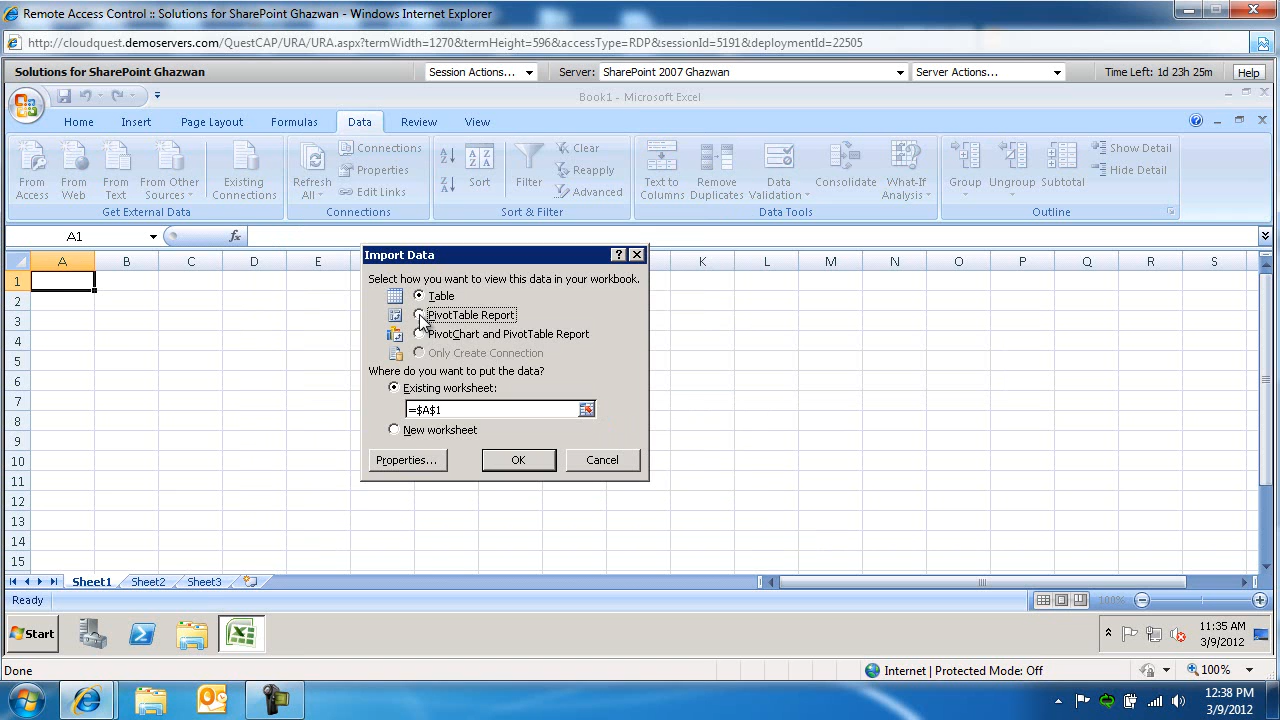 Remote Access Control :: Solutions for SharePoint Ghazwan - Windows Internet Explorer
http://cloudquest.demoservers.com/QuestCAP/URA/URA.aspx?termWidth=1270&termHeight=596&accessType=RDP&sessionId=5191&deploymentId=22505
Solutions for SharePoint Ghazwan Session Actions... Server: SharePoint 2007 Ghazwan Server Actions... Time Left: 1d 23h 25m Help
Book1 - Microsoft Excel
Home Insert Page Layout Formulas Data Review View
From Access From Web From Text From Other Sources Existing Connections Refresh All Connections Properties Edit Links Sort Filter Clear Reapply Advanced Text to Columns Remove Duplicates Data Validation Consolidate What-If Analysis Group Ungroup Subtotal Show Detail Hide Detail
Get External Data Connections Sort & Filter Data Tools Outline
A1 fx
A B C D E K L M N O P Q R S
1
2
3
4
5
6
7
8
9
10
11
12
13
14
15
Import Data
Select how you want to view this data in your workbook.
Table
PivotTable Report
PivotChart and PivotTable Report
Only Create Connection
Where do you want to put the data?
Existing worksheet:
=$A$1
New worksheet
Properties... OK Cancel
Sheet1 Sheet2 Sheet3
Ready 100%
Start 11:35 AM
3/9/2012
Done Internet | Protected Mode: Off 100%
12:38 PM
3/9/2012